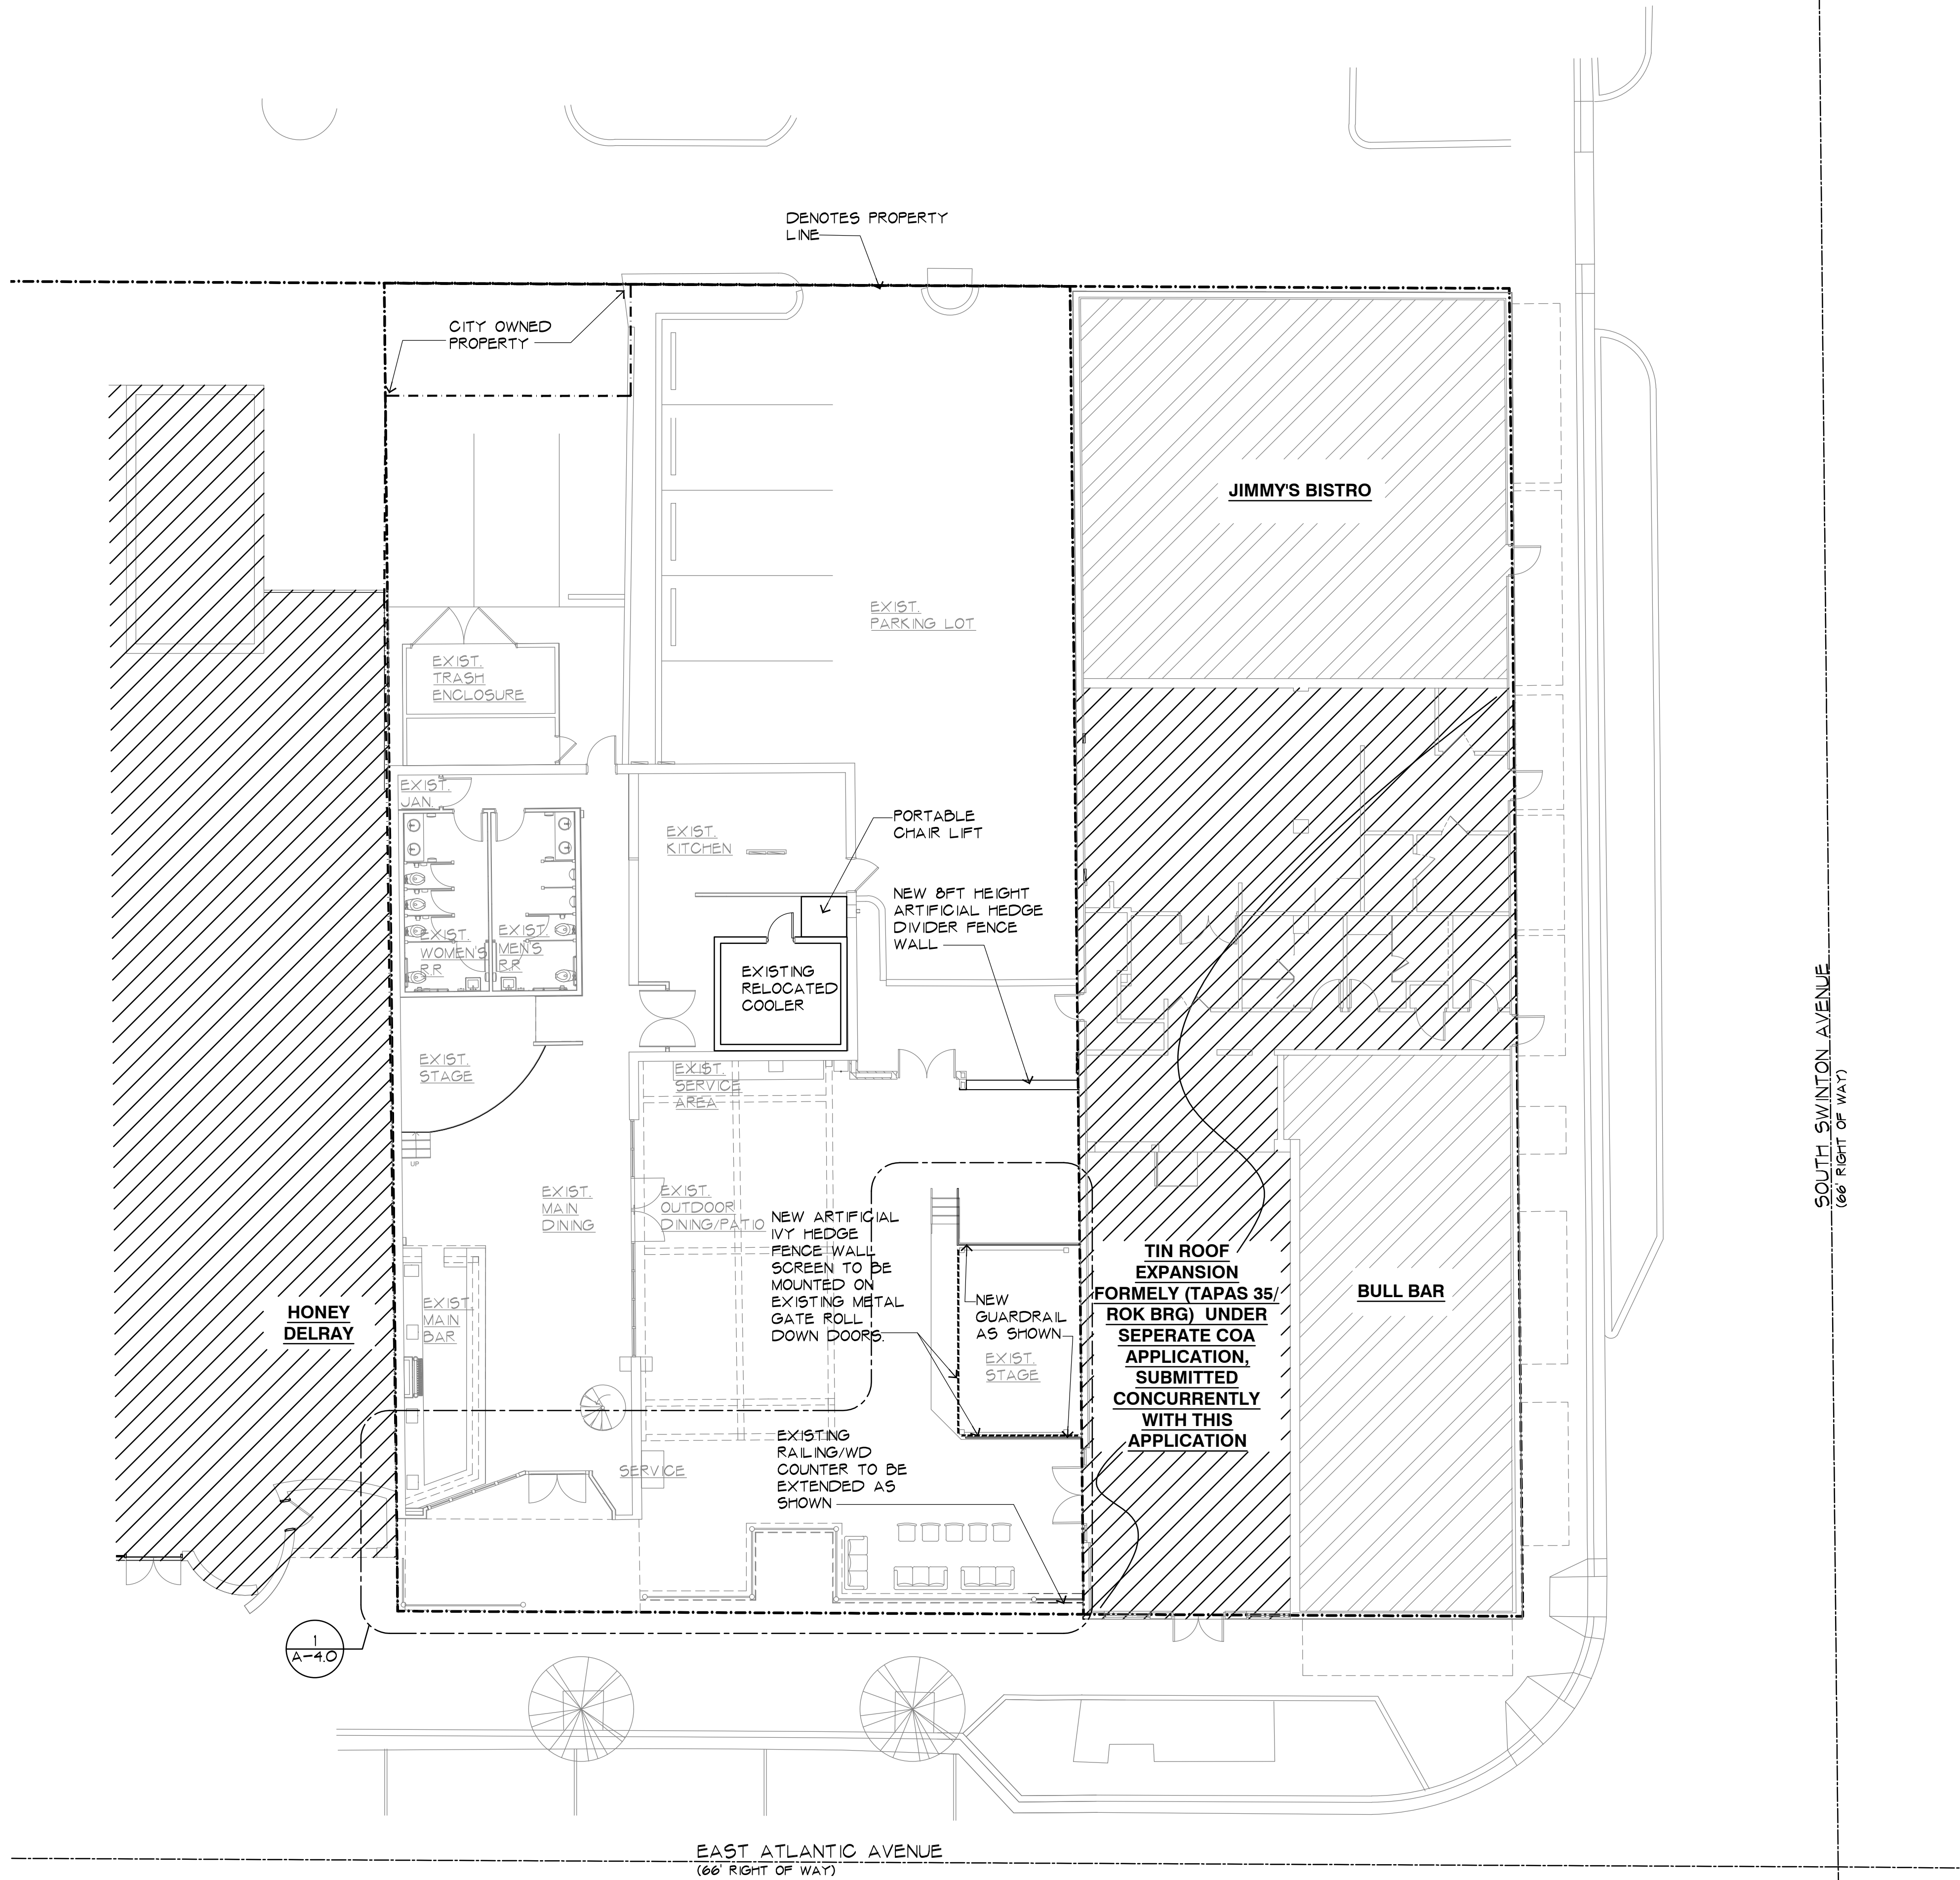 DENOTES PROPERTY
LINE
CITY OWNED
PROPERTY
JIMMY'S BISTRO
EXIST.
PARKING LOT
EXIST.
TRASH
ENCLOSURE
EXIST.
JAN.
EXIST.
KITCHEN
PORTABLE
CHAIR LIFT
NEW 8FT HEIGHT
ARTIFICIAL HEDGE
DIVIDER FENCE
WALL
EXIST.
WOMEN'S
R.R
EXIST.
MEN'S
R.R
EXISTING
RELOCATED
COOLER
EXIST.
STAGE
EXIST.
SERVICE
AREA
UP
EXIST.
MAIN
DINING
EXIST.
OUTDOOR
DINING/PATIO
NEW ARTIFICIAL
IVY HEDGE
FENCE WALL
SCREEN TO BE
MOUNTED ON
EXISTING METAL
GATE ROLL
DOWN DOORS.
NEW
GUARDRAIL
AS SHOWN
EXIST.
STAGE
TIN ROOF
EXPANSION
FORMELY (TAPAS 35/
ROK BRG) UNDER
SEPERATE COA
APPLICATION,
SUBMITTED
CONCURRENTLY
WITH THIS
APPLICATION
BULL BAR
HONEY
DELRAY
EXIST.
MAIN
BAR
EXISTING
RAILING/WD
COUNTER TO BE
EXTENDED AS
SHOWN
SERVICE
1
A-4.0
SOUTH SWINTON AVENUE
(66' RIGHT OF WAY)
EAST ATLANTIC AVENUE
(66' RIGHT OF WAY)